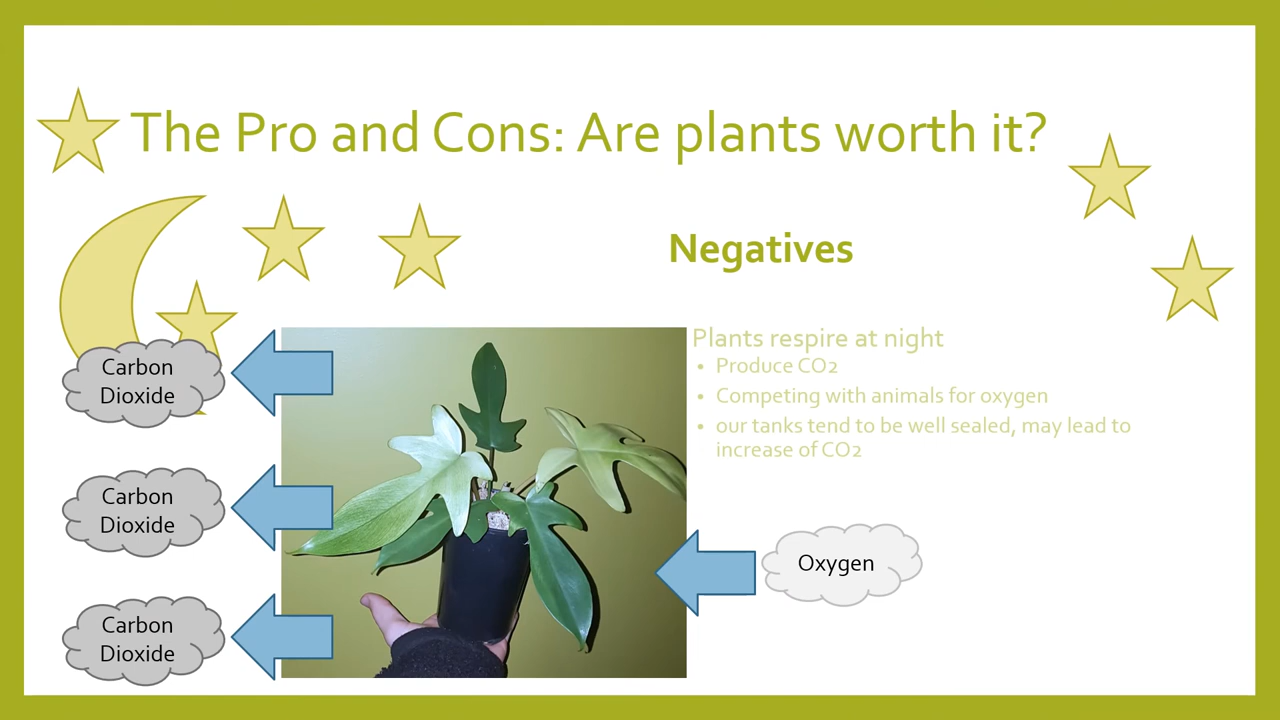 The Pro and Cons: Are plants worth it?
Negatives
Plants respire at night
• Produce CO2
• Competing with animals for oxygen
• our tanks tend to be well sealed, may lead to
increase of CO2
Carbon
Dioxide
Carbon
Dioxide
Oxygen
Carbon
Dioxide